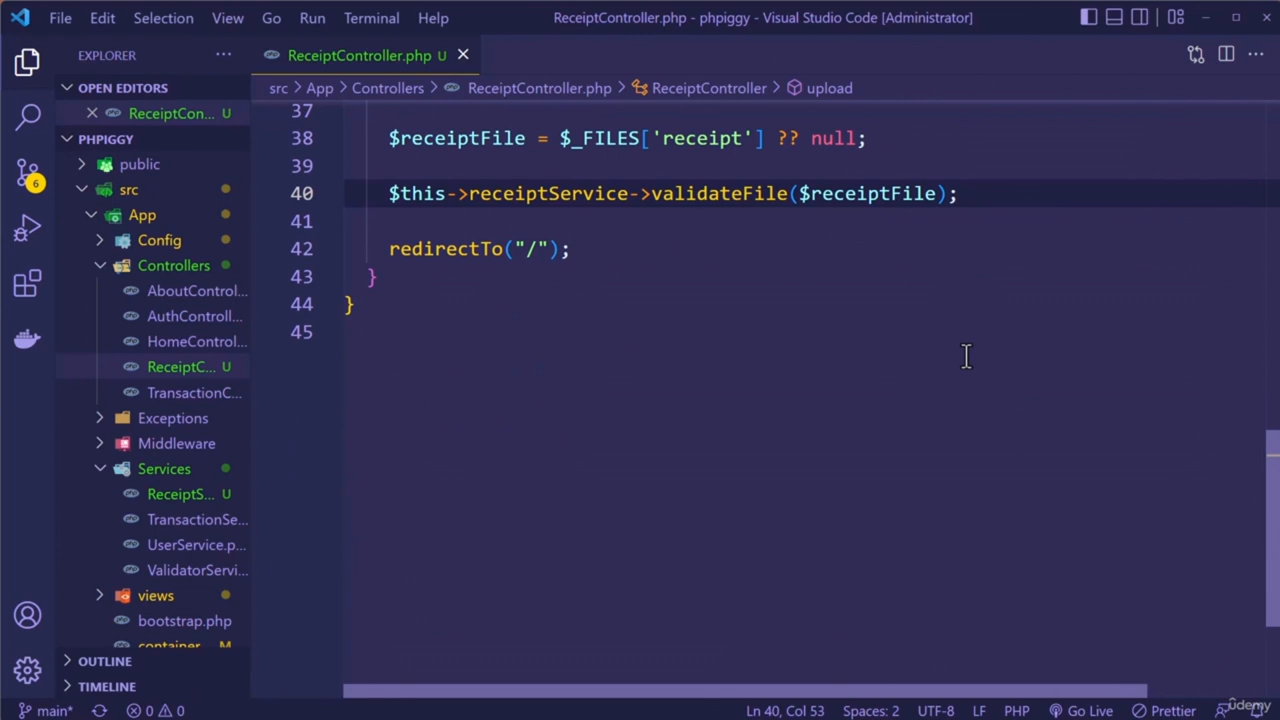 File Edit Selection View Go Run Terminal Help ReceiptController.php - phpiggy - Visual Studio Code [Administrator]
EXPLORER ···
ReceiptController.php U
OPEN EDITORS
ReceiptCon... U
PHPIGGY
public
src
App
Config
Controllers
AboutControl...
AuthControll...
HomeControl...
ReceiptC... U
TransactionC...
Exceptions
Middleware
Services
ReceiptS... U
TransactionSe...
UserService.p...
ValidatorServi...
views
bootstrap.php
container... M
OUTLINE
TIMELINE
6
src > App > Controllers > ReceiptController.php > ReceiptController > upload
37
38 $receiptFile = $_FILES['receipt'] ?? null;
39
40 $this->receiptService->validateFile($receiptFile);
41
42 redirectTo("/");
43 }
44 }
45
main* 0 0 Ln 40, Col 53 Spaces: 2 UTF-8 LF PHP Go Live Prettier
udemy